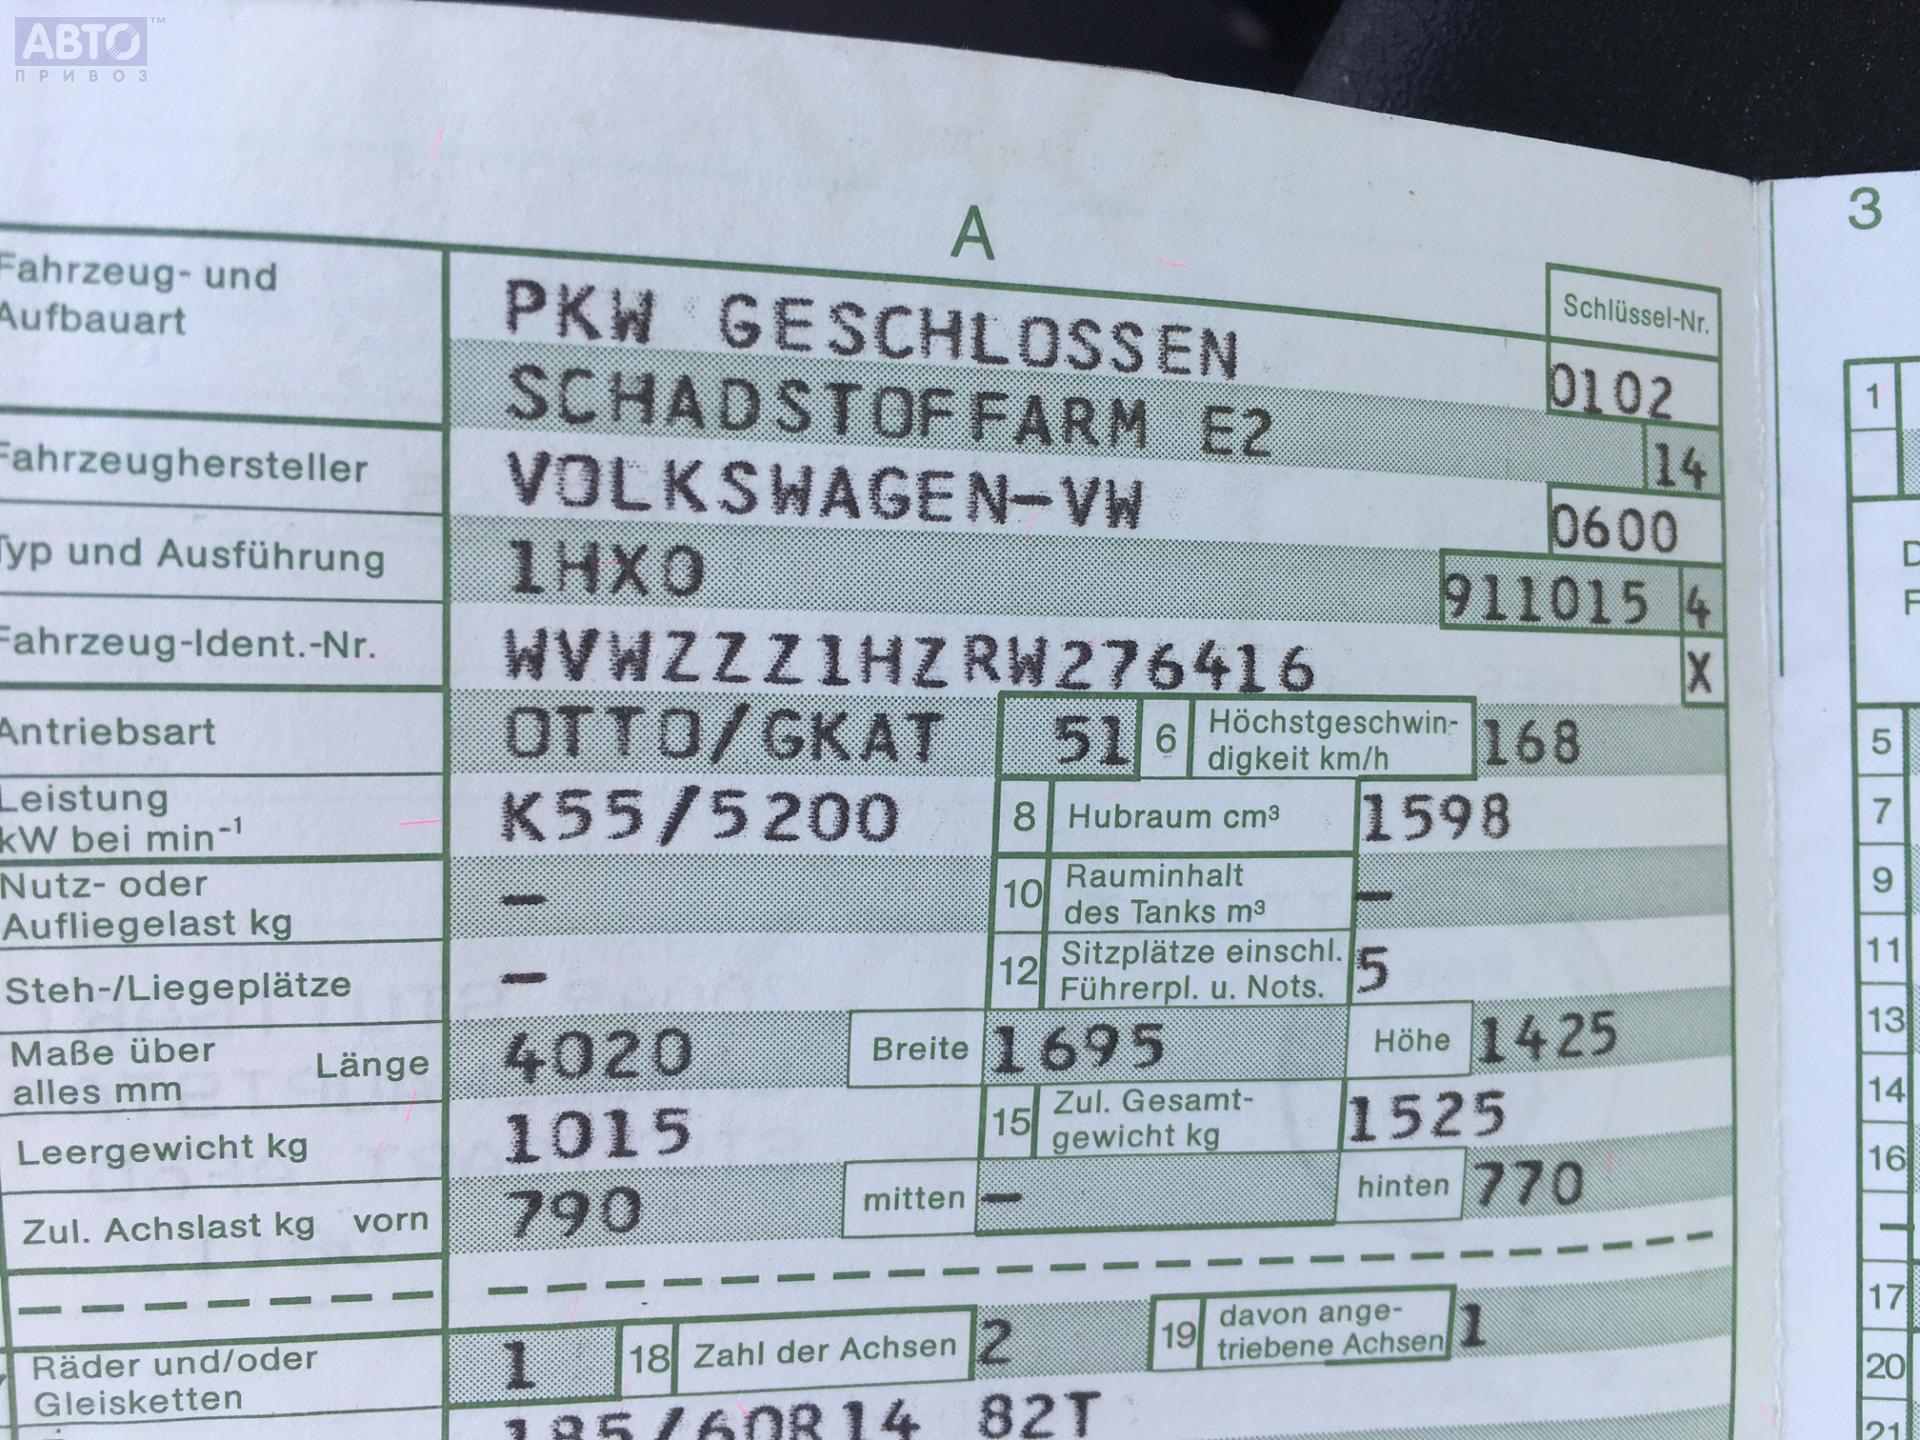 АВТО™
ПРИВОЗ
A
3
Fahrzeug- und
Aufbauart
PKW GESCHLOSSEN
Schlüssel-Nr.
0102
SCHADSTOFFARM E2
14
Fahrzeughersteller
VOLKSWAGEN-VW
0600
Typ und Ausführung
1HX0
911015 4
Fahrzeug-Ident.-Nr.
WVWZZZ1HZRW276416
X
Antriebsart
OTTO/GKAT
51
6
Höchstgeschwin-
digkeit km/h
168
Leistung
kW bei min⁻¹
K55/5200
8
Hubraum cm³
1598
Nutz- oder
Aufliegelast kg
–
10
Rauminhalt
des Tanks m³
–
Steh-/Liegeplätze
–
12
Sitzplätze einschl.
Führerpl. u. Nots.
5
Maße über
alles mm
Länge
4020
Breite
1695
Höhe
1425
Leergewicht kg
1015
15
Zul. Gesamt-
gewicht kg
1525
Zul. Achslast kg vorn
790
mitten
–
hinten
770
Räder und/oder
Gleisketten
1
18
Zahl der Achsen
2
19
davon ange-
triebene Achsen
1
185/60R14 82T
1
5
7
9
11
13
14
16
17
20
21